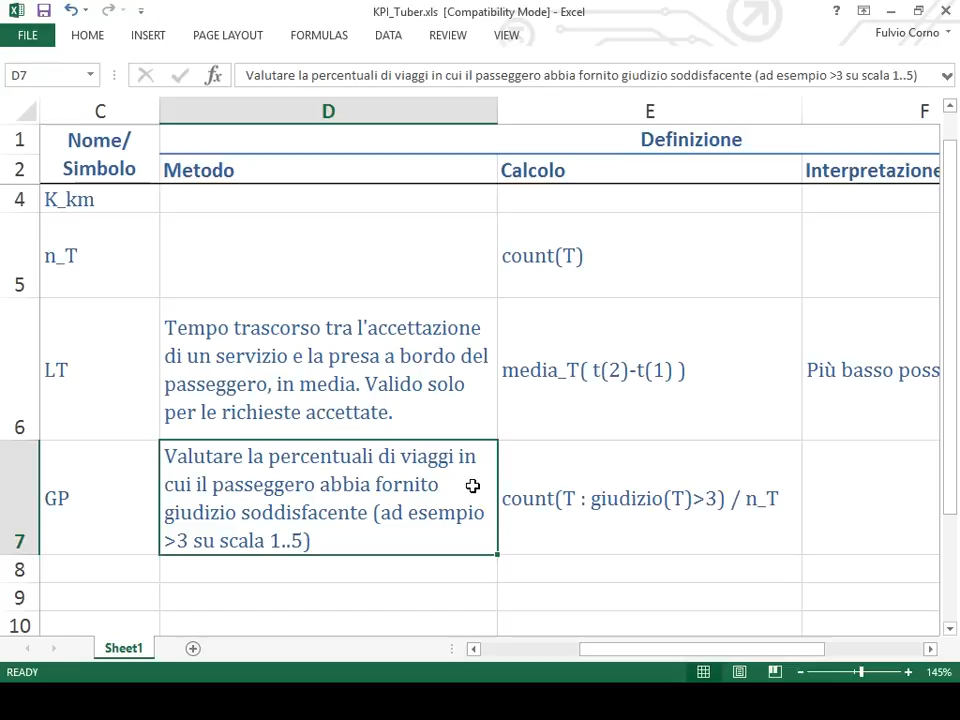 KPI_Tuber.xls [Compatibility Mode] - Excel
?
FILE HOME INSERT PAGE LAYOUT FORMULAS DATA REVIEW VIEW
Fulvio Corno
D7
fx
Valutare la percentuali di viaggi in cui il passeggero abbia fornito giudizio soddisfacente (ad esempio >3 su scala 1..5)
C D E F
1 Nome/ Definizione
2 Simbolo Metodo Calcolo Interpretazione
4 K_km
5 n_T count(T)
6 LT
Tempo trascorso tra l'accettazione
di un servizio e la presa a bordo del
passeggero, in media. Valido solo
per le richieste accettate.
media_T( t(2)-t(1) )
Più basso poss
7 GP
Valutare la percentuali di viaggi in
cui il passeggero abbia fornito
giudizio soddisfacente (ad esempio
>3 su scala 1..5)
count(T : giudizio(T)>3) / n_T
8
9
10
Sheet1
READY
145%